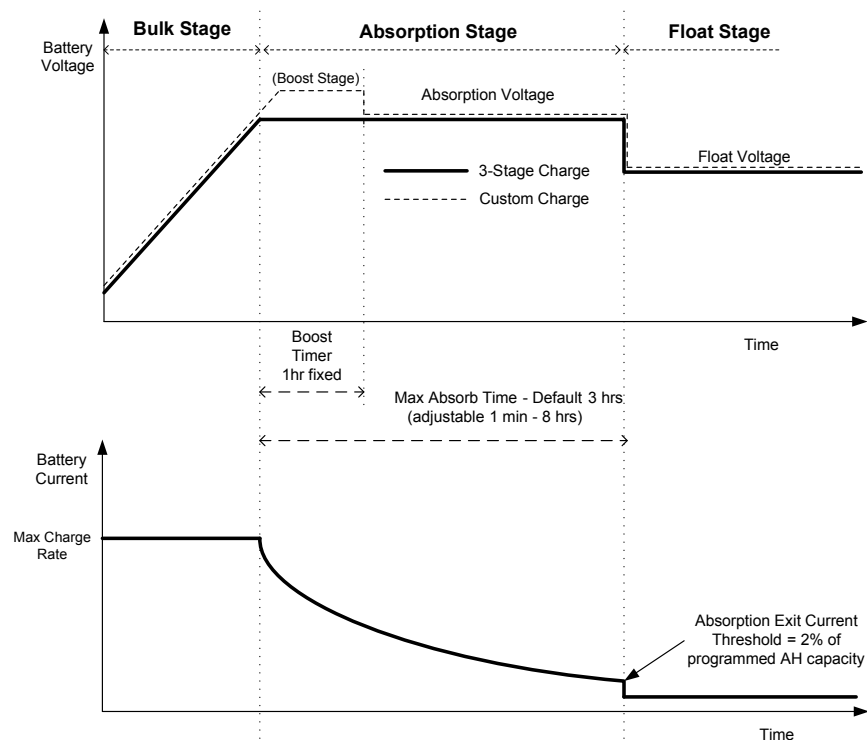 Bulk Stage
Absorption Stage
Float Stage
Battery
Voltage
(Boost Stage)
Absorption Voltage
Float Voltage
3-Stage Charge
Custom Charge
Time
Boost
Timer
1hr fixed
Max Absorb Time - Default 3 hrs
(adjustable 1 min - 8 hrs)
Battery
Current
Max Charge
Rate
Absorption Exit Current
Threshold = 2% of
programmed AH capacity
Time